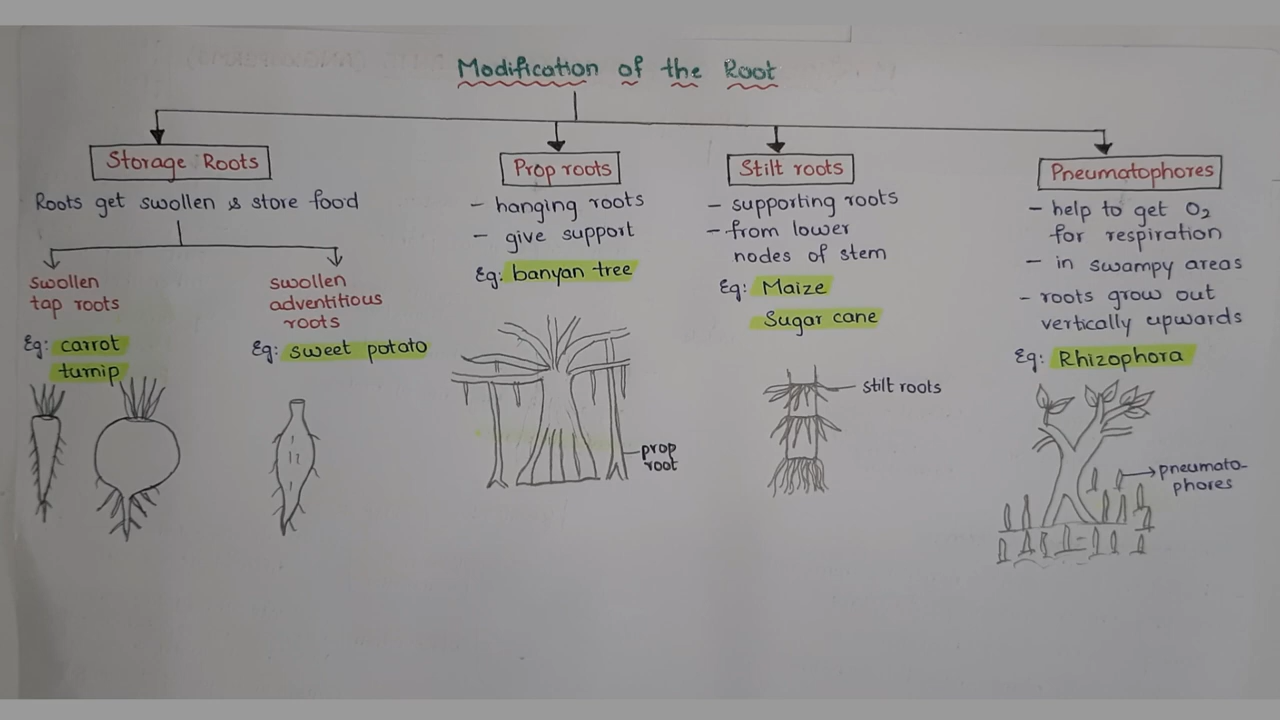 Modification of the Root
Storage Roots
Roots get swollen & store food
swollen
tap roots
Eg: carrot
turnip
swollen
adventitious
roots
Eg: sweet potato
Prop roots
- hanging roots
- give support
Eg: banyan tree
prop
root
Stilt roots
- supporting roots
- from lower
nodes of stem
Eg: Maize
Sugar cane
stilt roots
Pneumatophores
- help to get O₂
for respiration
- in swampy areas
- roots grow out
vertically upwards
Eg: Rhizophora
pneumato-
phores